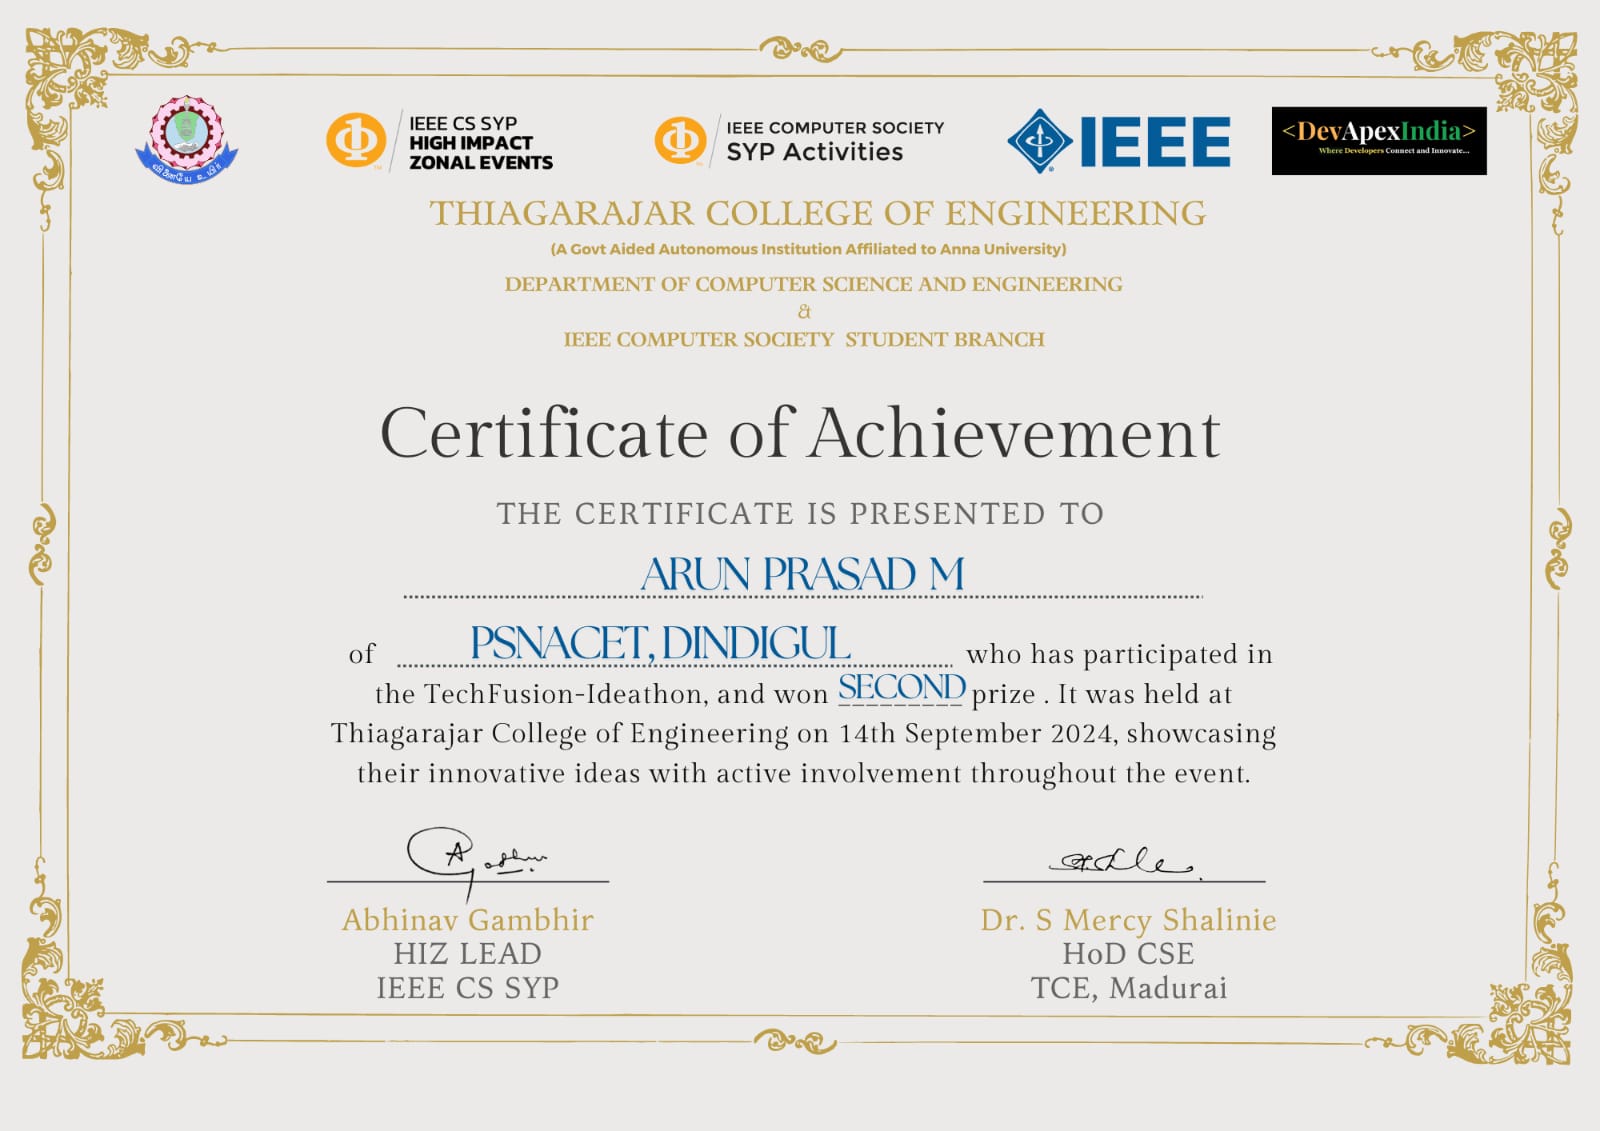 வினையே உயிர்
IEEE CS SYP
HIGH IMPACT
ZONAL EVENTS
IEEE COMPUTER SOCIETY
SYP Activities
IEEE
<DevApexIndia>
Where Developers Connect and Innovate...
THIAGARAJAR COLLEGE OF ENGINEERING
(A Govt Aided Autonomous Institution Affiliated to Anna University)
DEPARTMENT OF COMPUTER SCIENCE AND ENGINEERING
&
IEEE COMPUTER SOCIETY STUDENT BRANCH
Certificate of Achievement
THE CERTIFICATE IS PRESENTED TO
ARUN PRASAD M
of PSNACET, DINDIGUL who has participated in
the TechFusion-Ideathon, and won SECOND prize . It was held at
Thiagarajar College of Engineering on 14th September 2024, showcasing
their innovative ideas with active involvement throughout the event.
Abhinav Gambhir
HIZ LEAD
IEEE CS SYP
Dr. S Mercy Shalinie
HoD CSE
TCE, Madurai